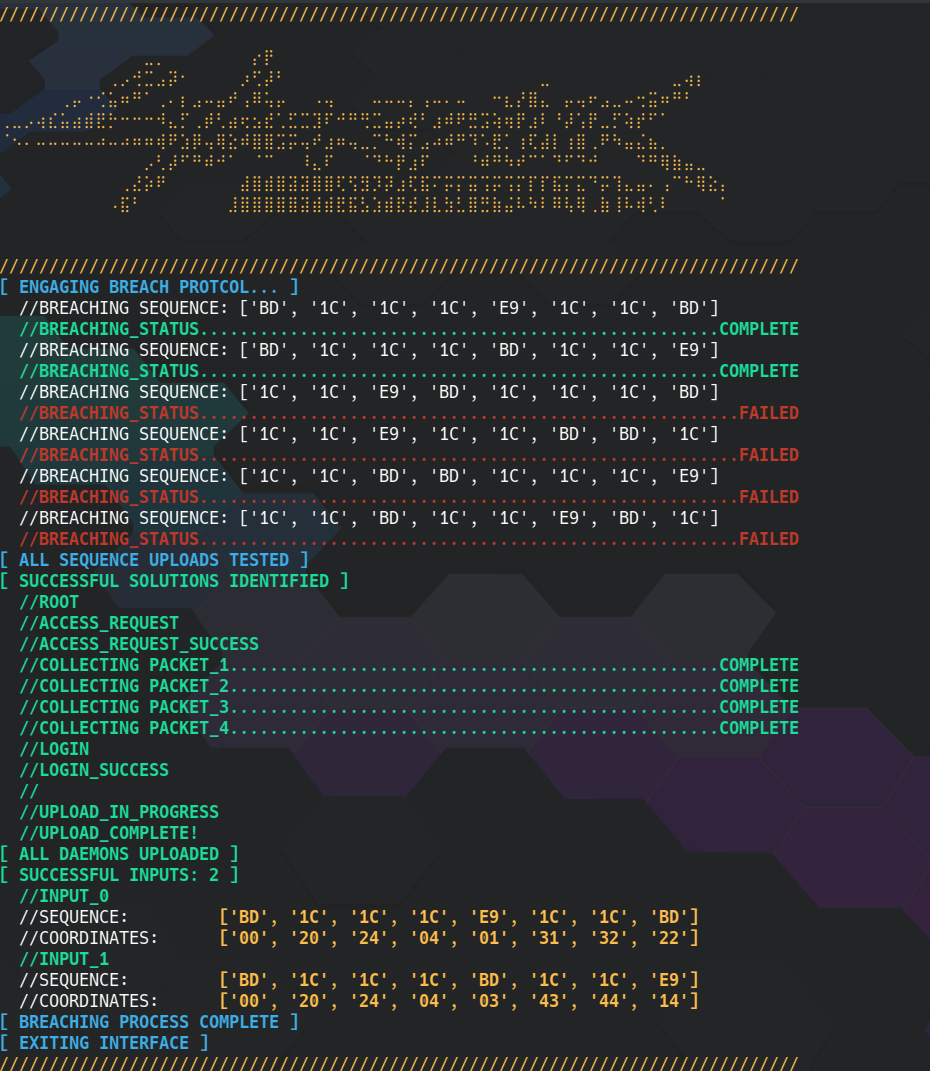 ////////////////////////////////////////////////////////////////////////////////
////////////////////////////////////////////////////////////////////////////////
[ ENGAGING BREACH PROTCOL... ]
//BREACHING SEQUENCE: ['BD', '1C', '1C', '1C', 'E9', '1C', '1C', 'BD']
//BREACHING_STATUS....................................................COMPLETE
//BREACHING SEQUENCE: ['BD', '1C', '1C', '1C', 'BD', '1C', '1C', 'E9']
//BREACHING_STATUS....................................................COMPLETE
//BREACHING SEQUENCE: ['1C', '1C', 'E9', 'BD', '1C', '1C', '1C', 'BD']
//BREACHING_STATUS......................................................FAILED
//BREACHING SEQUENCE: ['1C', '1C', 'E9', '1C', '1C', 'BD', 'BD', '1C']
//BREACHING_STATUS......................................................FAILED
//BREACHING SEQUENCE: ['1C', '1C', 'BD', 'BD', '1C', '1C', '1C', 'E9']
//BREACHING_STATUS......................................................FAILED
//BREACHING SEQUENCE: ['1C', '1C', 'BD', '1C', '1C', 'E9', 'BD', '1C']
//BREACHING_STATUS......................................................FAILED
[ ALL SEQUENCE UPLOADS TESTED ]
[ SUCCESSFUL SOLUTIONS IDENTIFIED ]
//ROOT
//ACCESS_REQUEST
//ACCESS_REQUEST_SUCCESS
//COLLECTING PACKET_1.................................................COMPLETE
//COLLECTING PACKET_2.................................................COMPLETE
//COLLECTING PACKET_3.................................................COMPLETE
//COLLECTING PACKET_4.................................................COMPLETE
//LOGIN
//LOGIN_SUCCESS
//
//UPLOAD_IN_PROGRESS
//UPLOAD_COMPLETE!
[ ALL DAEMONS UPLOADED ]
[ SUCCESSFUL INPUTS: 2 ]
//INPUT_0
//SEQUENCE: ['BD', '1C', '1C', '1C', 'E9', '1C', '1C', 'BD']
//COORDINATES: ['00', '20', '24', '04', '01', '31', '32', '22']
//INPUT_1
//SEQUENCE: ['BD', '1C', '1C', '1C', 'BD', '1C', '1C', 'E9']
//COORDINATES: ['00', '20', '24', '04', '03', '43', '44', '14']
[ BREACHING PROCESS COMPLETE ]
[ EXITING INTERFACE ]
////////////////////////////////////////////////////////////////////////////////